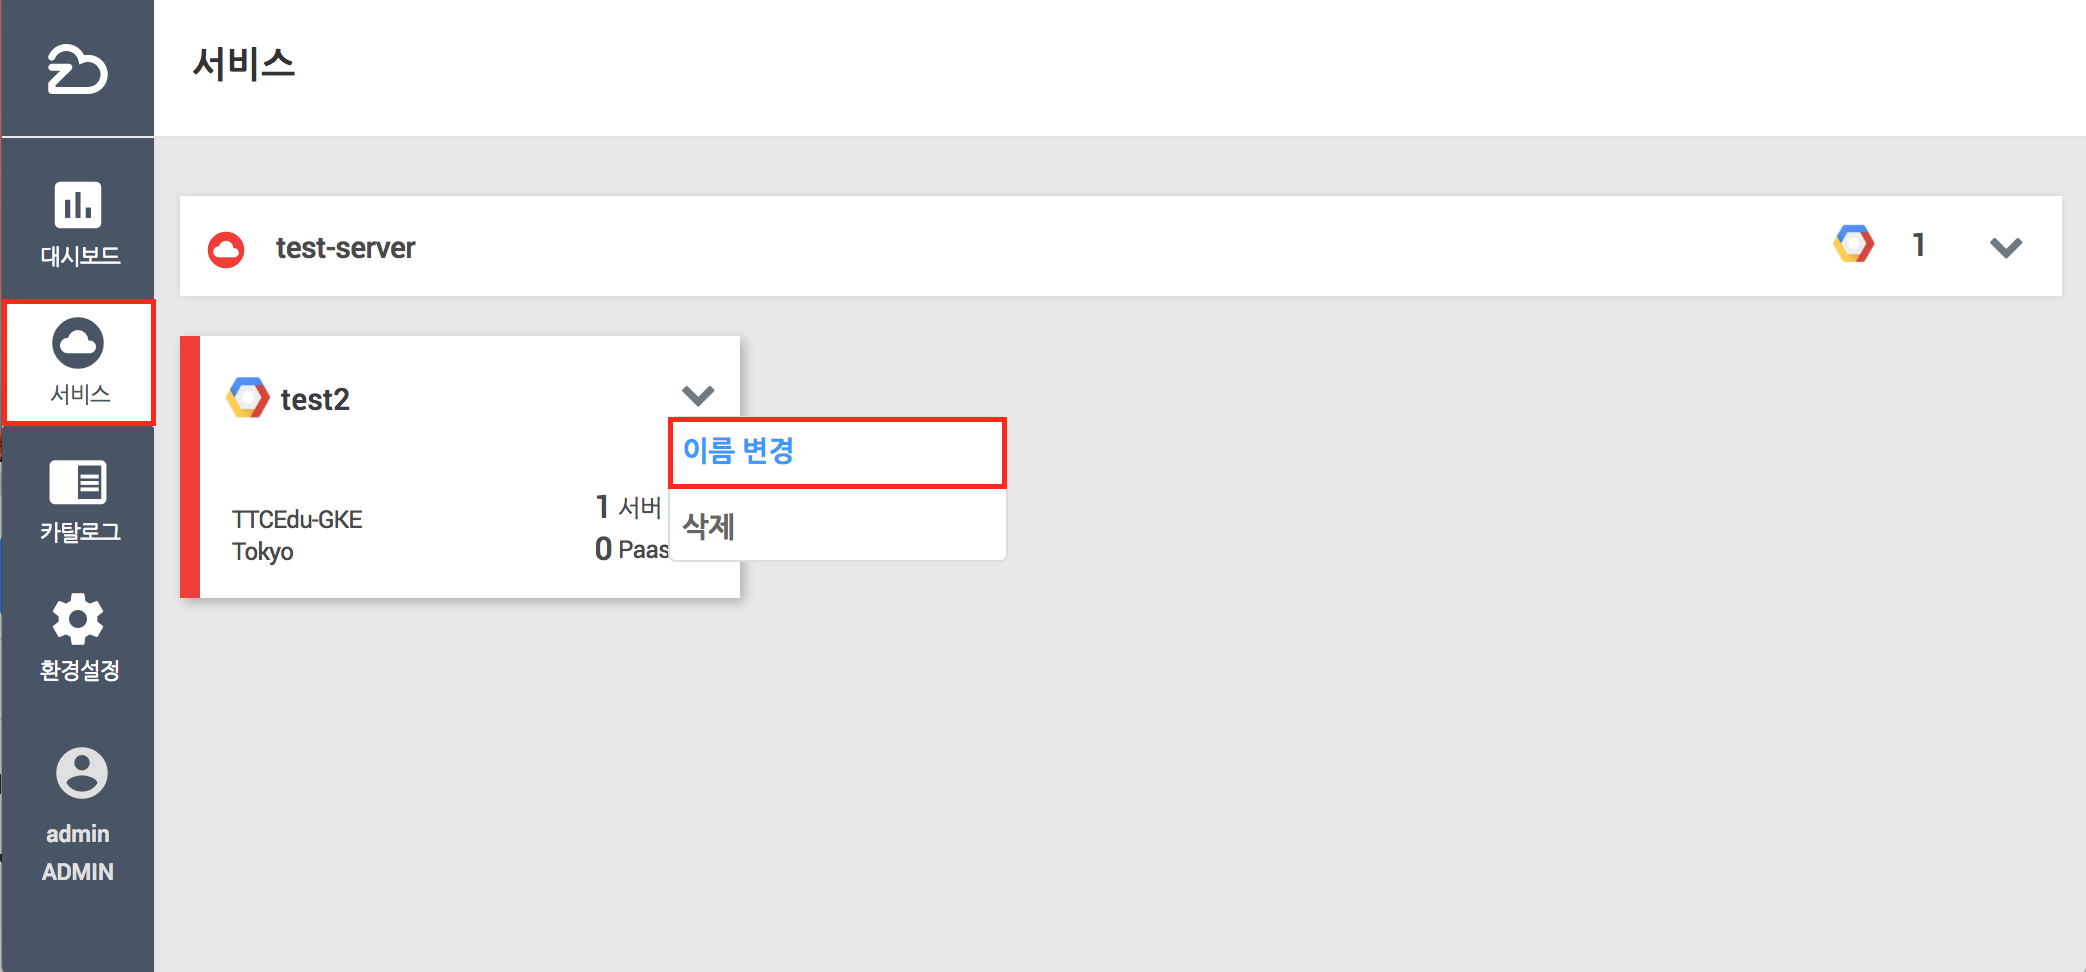 서비스
대시보드
서비스
카탈로그
환경설정
admin
ADMIN
test-server
1
test2
이름 변경
삭제
TTCEdu-GKE
Tokyo
1 서버
0 Paas